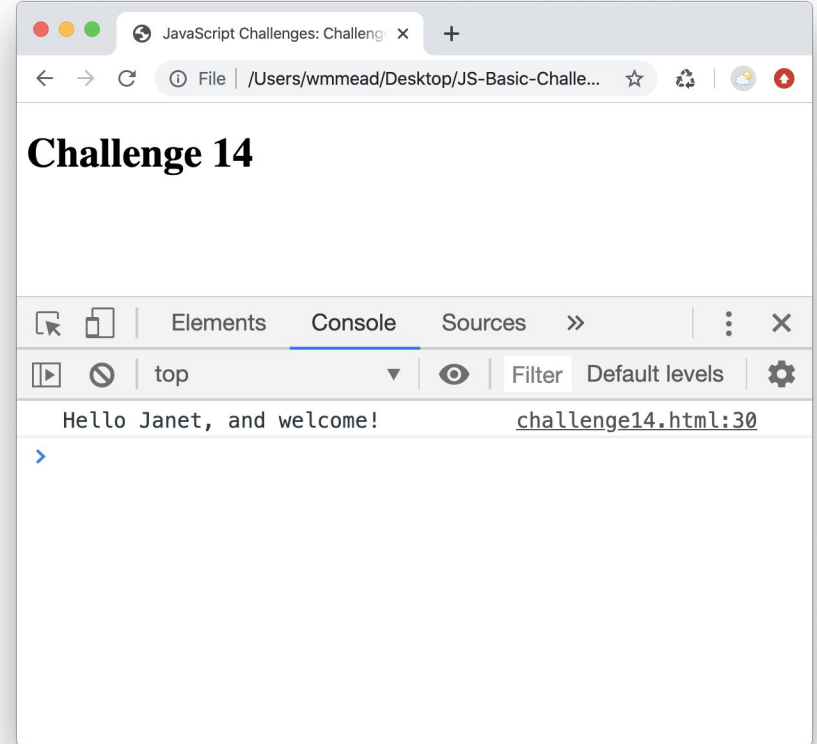 JavaScript Challenges: Challeng
File | /Users/wmmead/Desktop/JS-Basic-Challe...
Challenge 14
Elements Console Sources
top Filter Default levels
Hello Janet, and welcome! challenge14.html:30